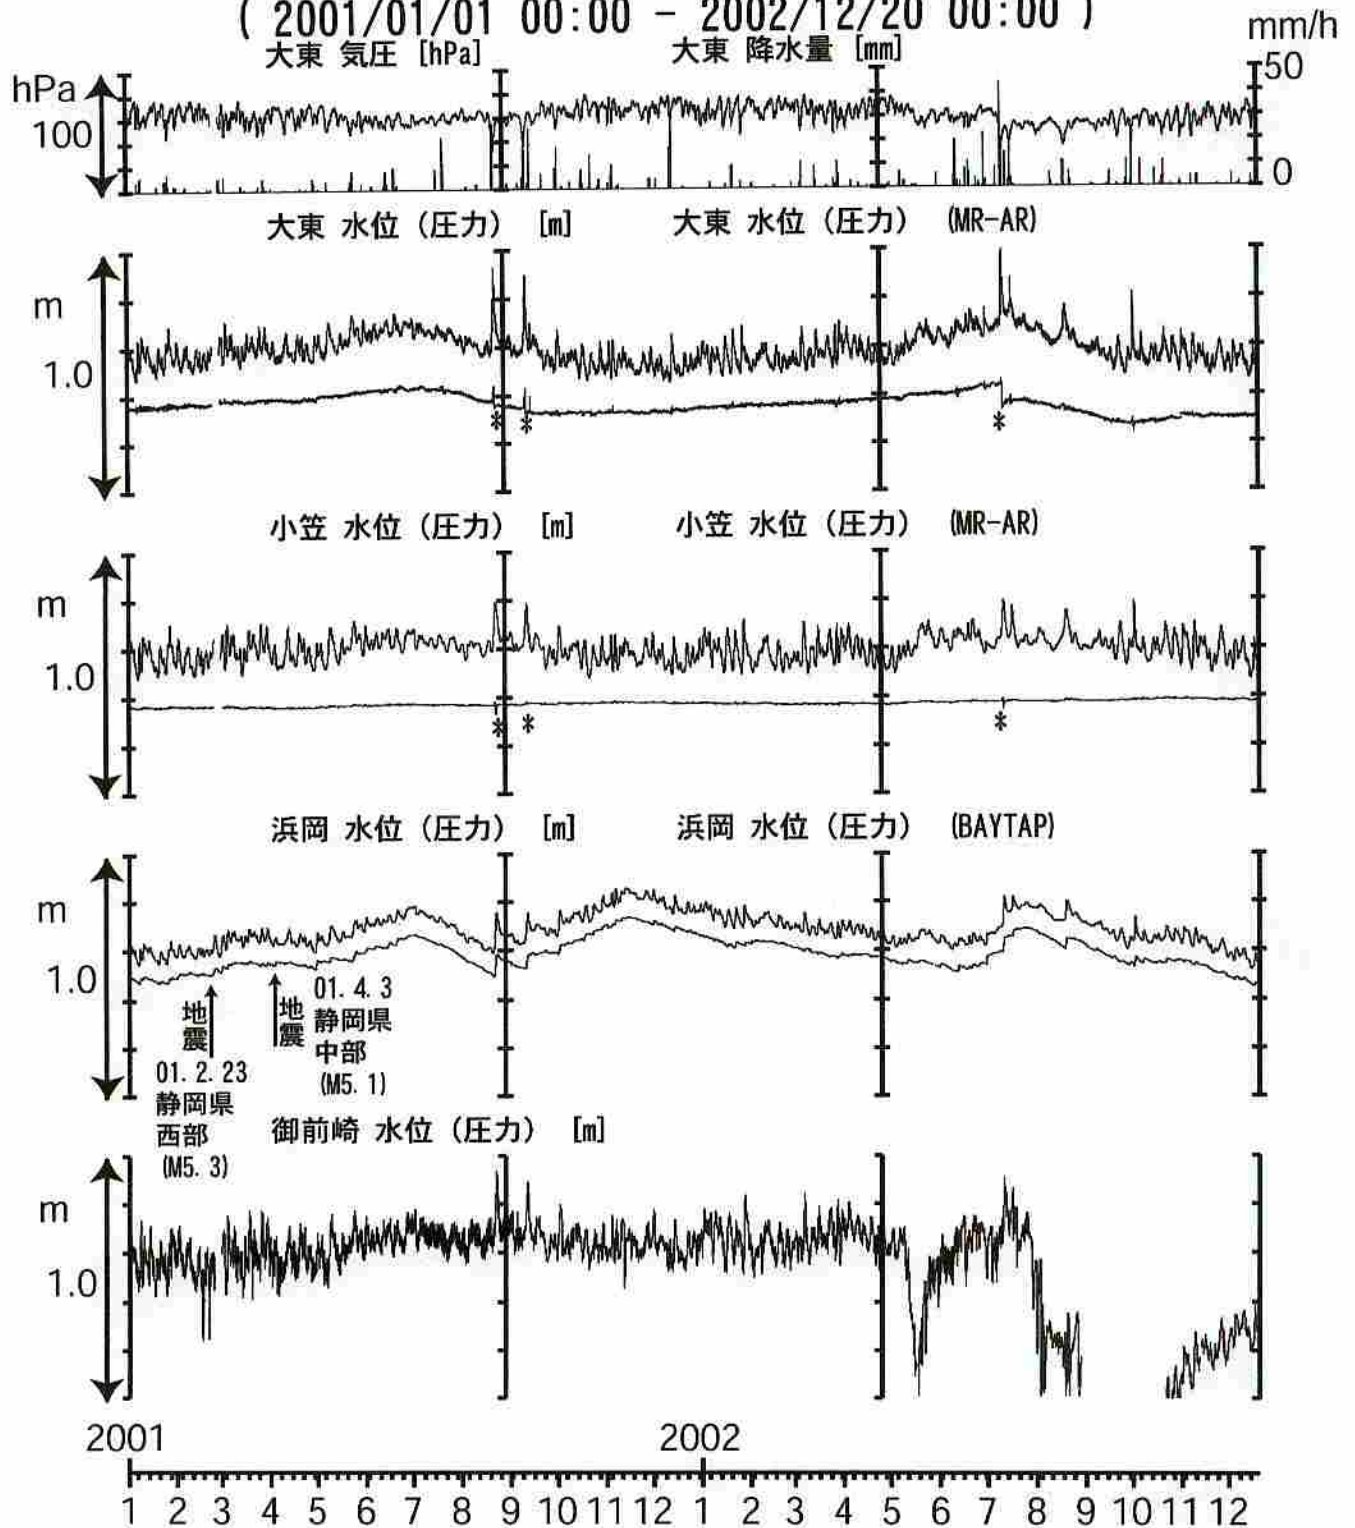 ( 2001/01/01 00:00 - 2002/12/20 00:00 )
mm/h
大東 気圧 [hPa] 大東 降水量 [mm]
hPa
50
100
0
大東 水位（圧力） [m] 大東 水位（圧力） (MR-AR)
m
1.0
* * *
小笠 水位（圧力） [m] 小笠 水位（圧力） (MR-AR)
m
1.0
* * *
浜岡 水位（圧力） [m] 浜岡 水位（圧力） (BAYTAP)
m
1.0
地震
01. 2. 23
静岡県
西部
(M5. 3)
地震
01. 4. 3
静岡県
中部
(M5. 1)
御前崎 水位（圧力） [m]
m
1.0
2001 2002
1 2 3 4 5 6 7 8 9 10 11 12 1 2 3 4 5 6 7 8 9 10 11 12